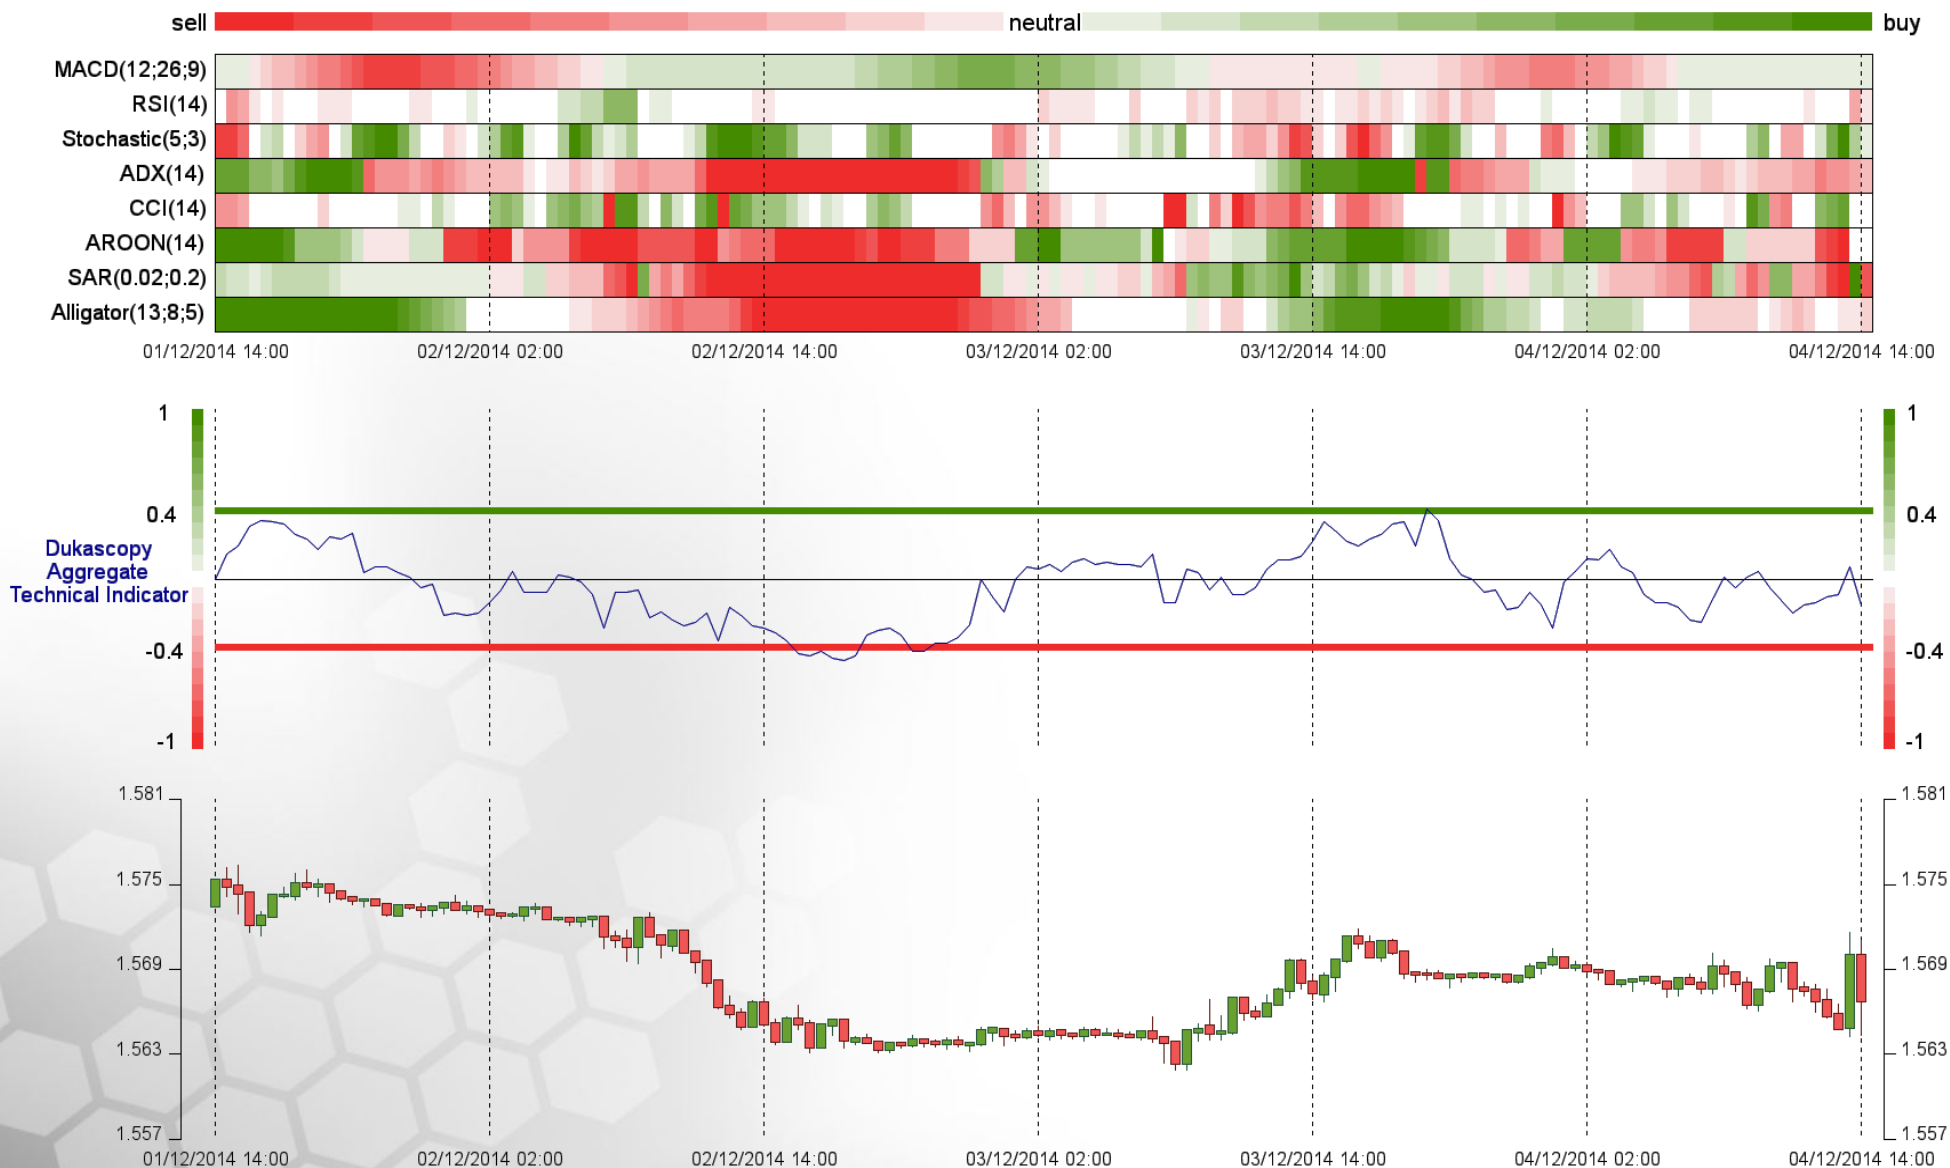 sell neutral buy
MACD(12;26;9)
RSI(14)
Stochastic(5;3)
ADX(14)
CCI(14)
AROON(14)
SAR(0.02;0.2)
Alligator(13;8;5)
01/12/2014 14:00 02/12/2014 02:00 02/12/2014 14:00 03/12/2014 02:00 03/12/2014 14:00 04/12/2014 02:00 04/12/2014 14:00
1 1
0.4 0.4
Dukascopy
Aggregate
Technical Indicator
-0.4 -0.4
-1 -1
1.581 1.581
1.575 1.575
1.569 1.569
1.563 1.563
1.557 1.557
01/12/2014 14:00 02/12/2014 02:00 02/12/2014 14:00 03/12/2014 02:00 03/12/2014 14:00 04/12/2014 02:00 04/12/2014 14:00